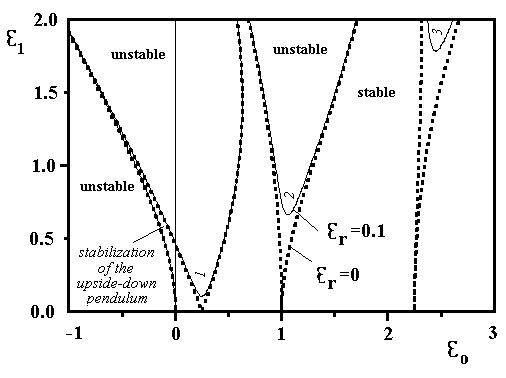 2.0
ε1
unstable
unstable
3
1.5
stable
1.0
unstable
2
εr=0.1
0.5
stabilization
of the
upside-down
pendulum
1
εr=0
0.0
-1
0
1
2
3
εo